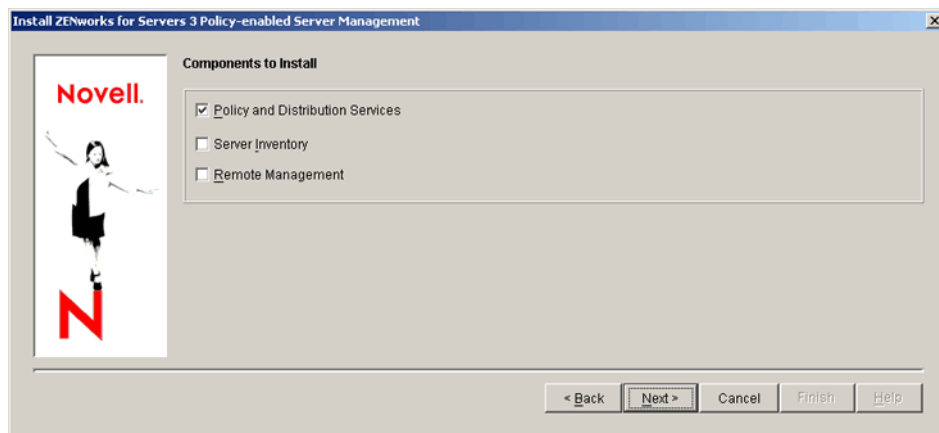 Install ZENworks for Servers 3 Policy-enabled Server Management
Novell.
N
Components to Install
Policy and Distribution Services
Server Inventory
Remote Management
< Back
Next >
Cancel
Finish
Help